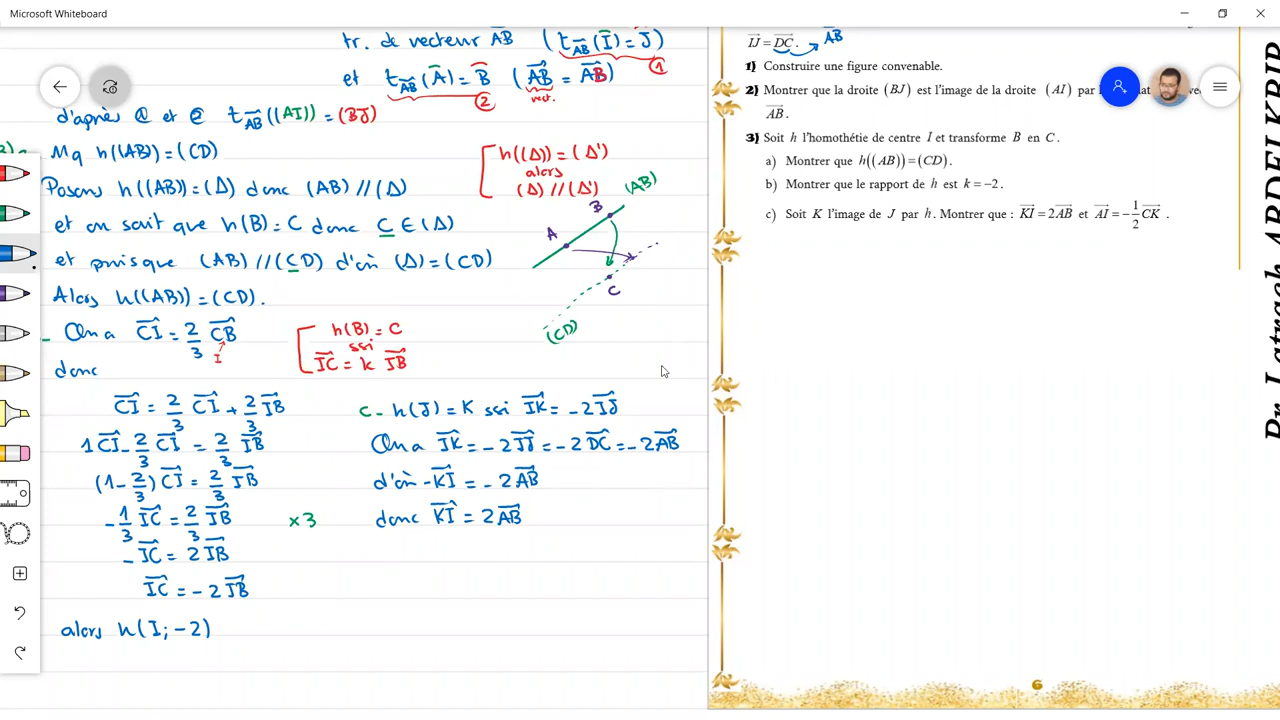 Microsoft Whiteboard
tr. de vecteur AB⃗ ( t_AB⃗ (I) = J )
①
et t_AB⃗ (A) = B ( AB⃗ = AB⃗ )
② vect.
t_AB⃗ ((AI)) = (BJ)
d'après ① et ②
Mq h((AB)) = (CD)
Posons h((AB)) = (Δ) donc (AB) // (Δ)
et on sait que h(B) = C donc C ∈ (Δ)
et puisque (AB) // (CD) d'où (Δ) = (CD)
Alors h((AB)) = (CD).
h((Δ)) = (Δ')
alors
(Δ) // (Δ')
(AB)
B
A
C
(CD)
On a CI⃗ = 2/3 CB⃗
I
h(B) = C
ssi
IC⃗ = k IB⃗
donc
CI⃗ = 2/3 CI⃗ + 2/3 IB⃗
1CI⃗ - 2/3 CI⃗ = 2/3 IB⃗
(1 - 2/3) CI⃗ = 2/3 IB⃗
- 1/3 IC⃗ = 2/3 IB⃗ ×3
- IC⃗ = 2 IB⃗
IC⃗ = - 2 IB⃗
alors h(I; -2)
c - h(J) = K ssi IK⃗ = -2 IJ⃗
On a IK⃗ = -2 IJ⃗ = -2 DC⃗ = -2 AB⃗
d'où -KI⃗ = -2 AB⃗
donc KI⃗ = 2 AB⃗
IJ⃗ = DC⃗ . AB⃗
1) Construire une figure convenable.
2) Montrer que la droite (BJ) est l'image de la droite (AI) par
AB⃗.
3) Soit h l'homothétie de centre I et transforme B en C .
a) Montrer que h((AB)) = (CD).
b) Montrer que le rapport de h est k = -2.
c) Soit K l'image de J par h. Montrer que : KI⃗ = 2AB⃗ et AI⃗ = -1/2 CK⃗ .
6